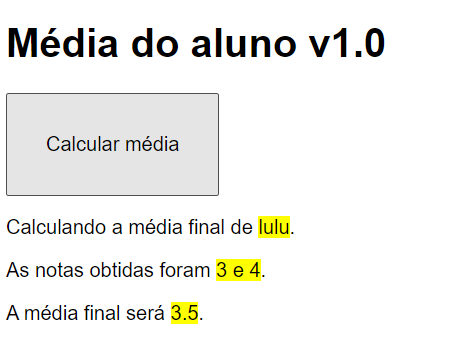 Média do aluno v1.0
Calcular média
Calculando a média final de lulu.
As notas obtidas foram 3 e 4.
A média final será 3.5.